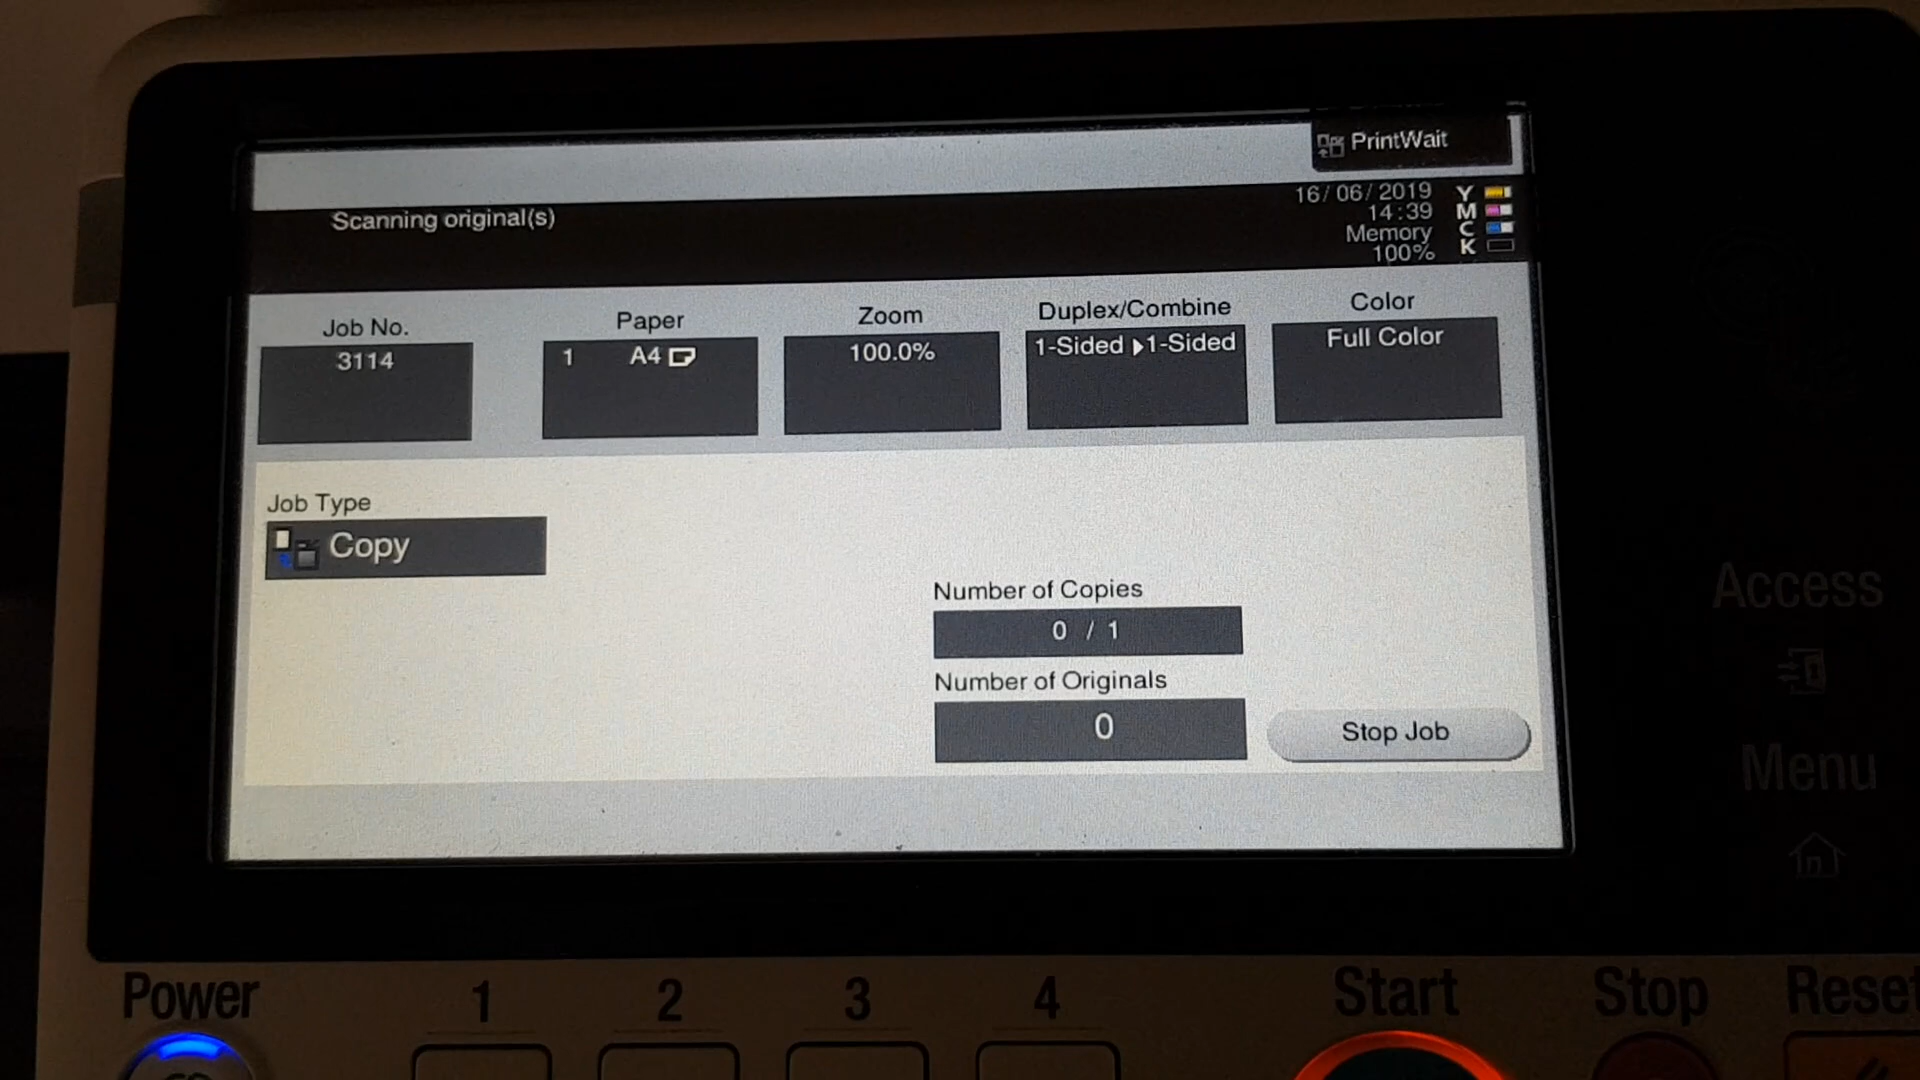 PrintWait
Scanning original(s)
16/06/2019
14:39
Memory
100%
Y
M
C
K
Job No.
3114
Paper
1 A4
Zoom
100.0%
Duplex/Combine
1-Sided ▶1-Sided
Color
Full Color
Job Type
Copy
Number of Copies
0 / 1
Number of Originals
0
Stop Job
Access
Menu
Power
1
2
3
4
Start
Stop
Reset